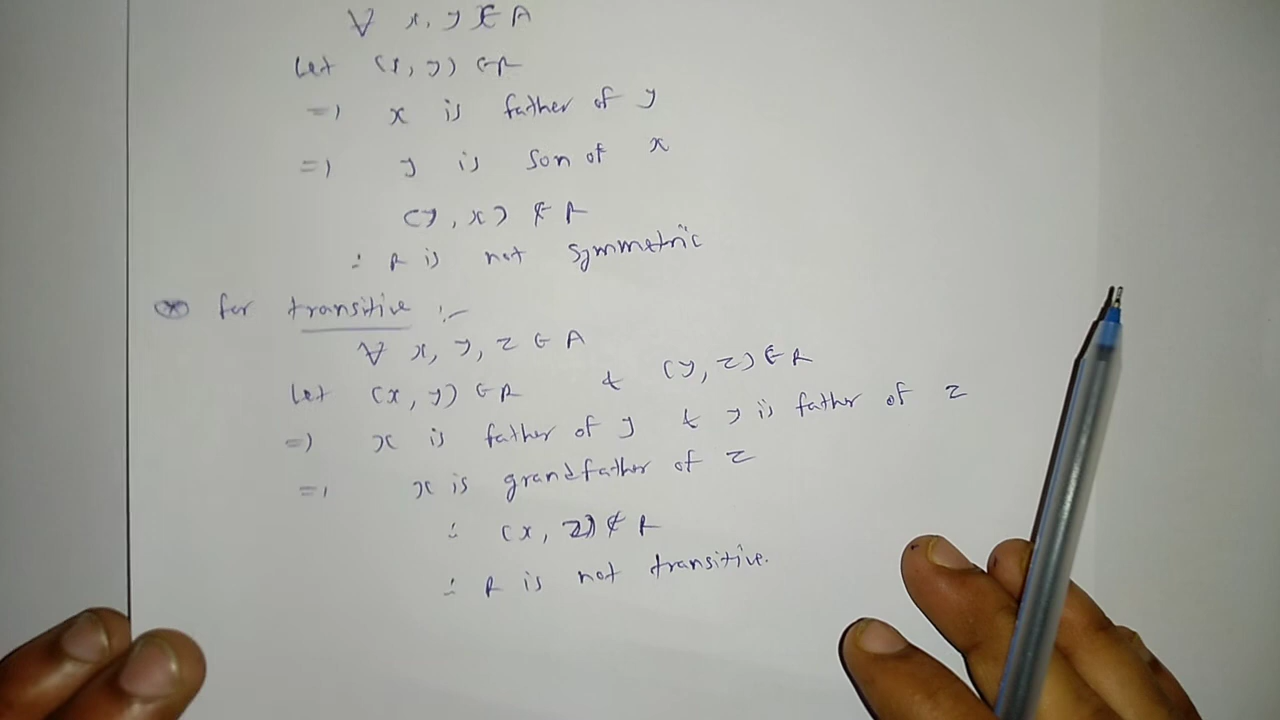 ∀ x, y ∈ A
Let (x, y) ∈ R
=) x is father of y
=) y is son of x
(y, x) ∉ R
∴ R is not symmetric
⊛ for transitive :-
∀ x, y, z ∈ A
Let (x, y) ∈ R & (y, z) ∈ R
=) x is father of y & y is father of z
=) x is grandfather of z
∴ (x, z) ∉ R
∴ R is not transitive.